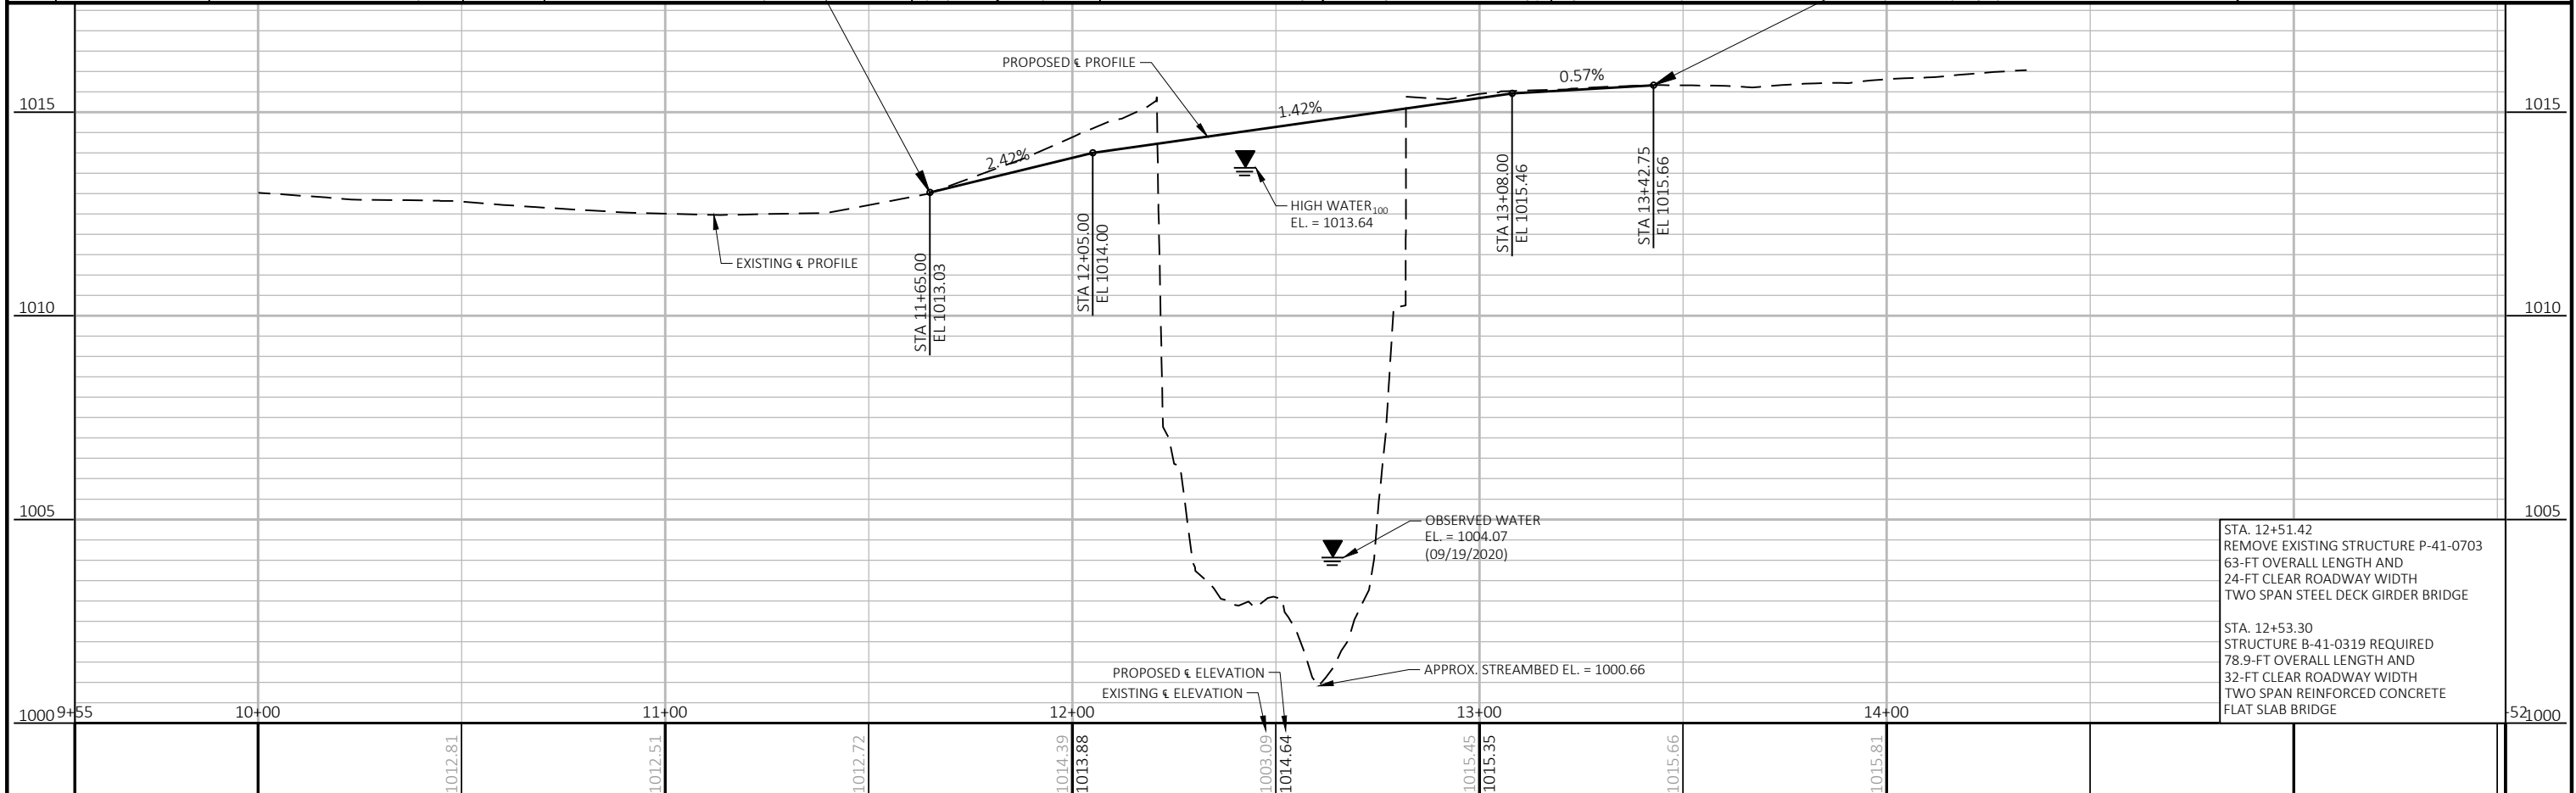 PROPOSED ℄ PROFILE
0.57%
1015
1.42%
1015
2.42%
HIGH WATER100
EL. = 1013.64
EXISTING ℄ PROFILE
STA 11+65.00
EL 1013.03
STA 12+05.00
EL 1014.00
STA 13+08.00
EL 1015.46
STA 13+42.75
EL 1015.66
1010
1010
1005
1005
OBSERVED WATER
EL. = 1004.07
(09/19/2020)
STA. 12+51.42
REMOVE EXISTING STRUCTURE P-41-0703
63-FT OVERALL LENGTH AND
24-FT CLEAR ROADWAY WIDTH
TWO SPAN STEEL DECK GIRDER BRIDGE
STA. 12+53.30
STRUCTURE B-41-0319 REQUIRED
78.9-FT OVERALL LENGTH AND
32-FT CLEAR ROADWAY WIDTH
TWO SPAN REINFORCED CONCRETE
FLAT SLAB BRIDGE
APPROX. STREAMBED EL. = 1000.66
PROPOSED ℄ ELEVATION
EXISTING ℄ ELEVATION
1000 9+55 10+00 11+00 12+00 13+00 14+00 1000
1012.81
1012.51
1012.72
1014.39
1013.88
1003.09
1014.64
1015.45
1015.35
1015.66
1015.81